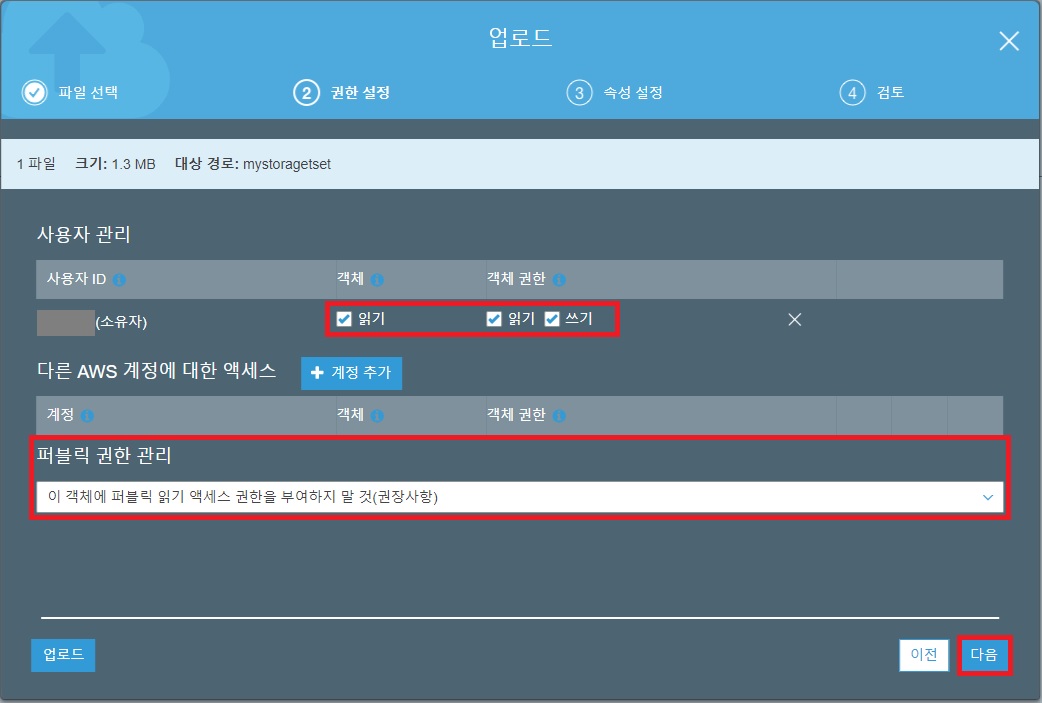 업로드
파일 선택
2 권한 설정
3 속성 설정
4 검토
1 파일 크기: 1.3 MB 대상 경로: mystoragetset
사용자 관리
사용자 ID 객체 객체 권한
(소유자) 읽기 읽기 쓰기
다른 AWS 계정에 대한 액세스 + 계정 추가
계정 객체 객체 권한
퍼블릭 권한 관리
이 객체에 퍼블릭 읽기 액세스 권한을 부여하지 말 것(권장사항)
업로드 이전 다음